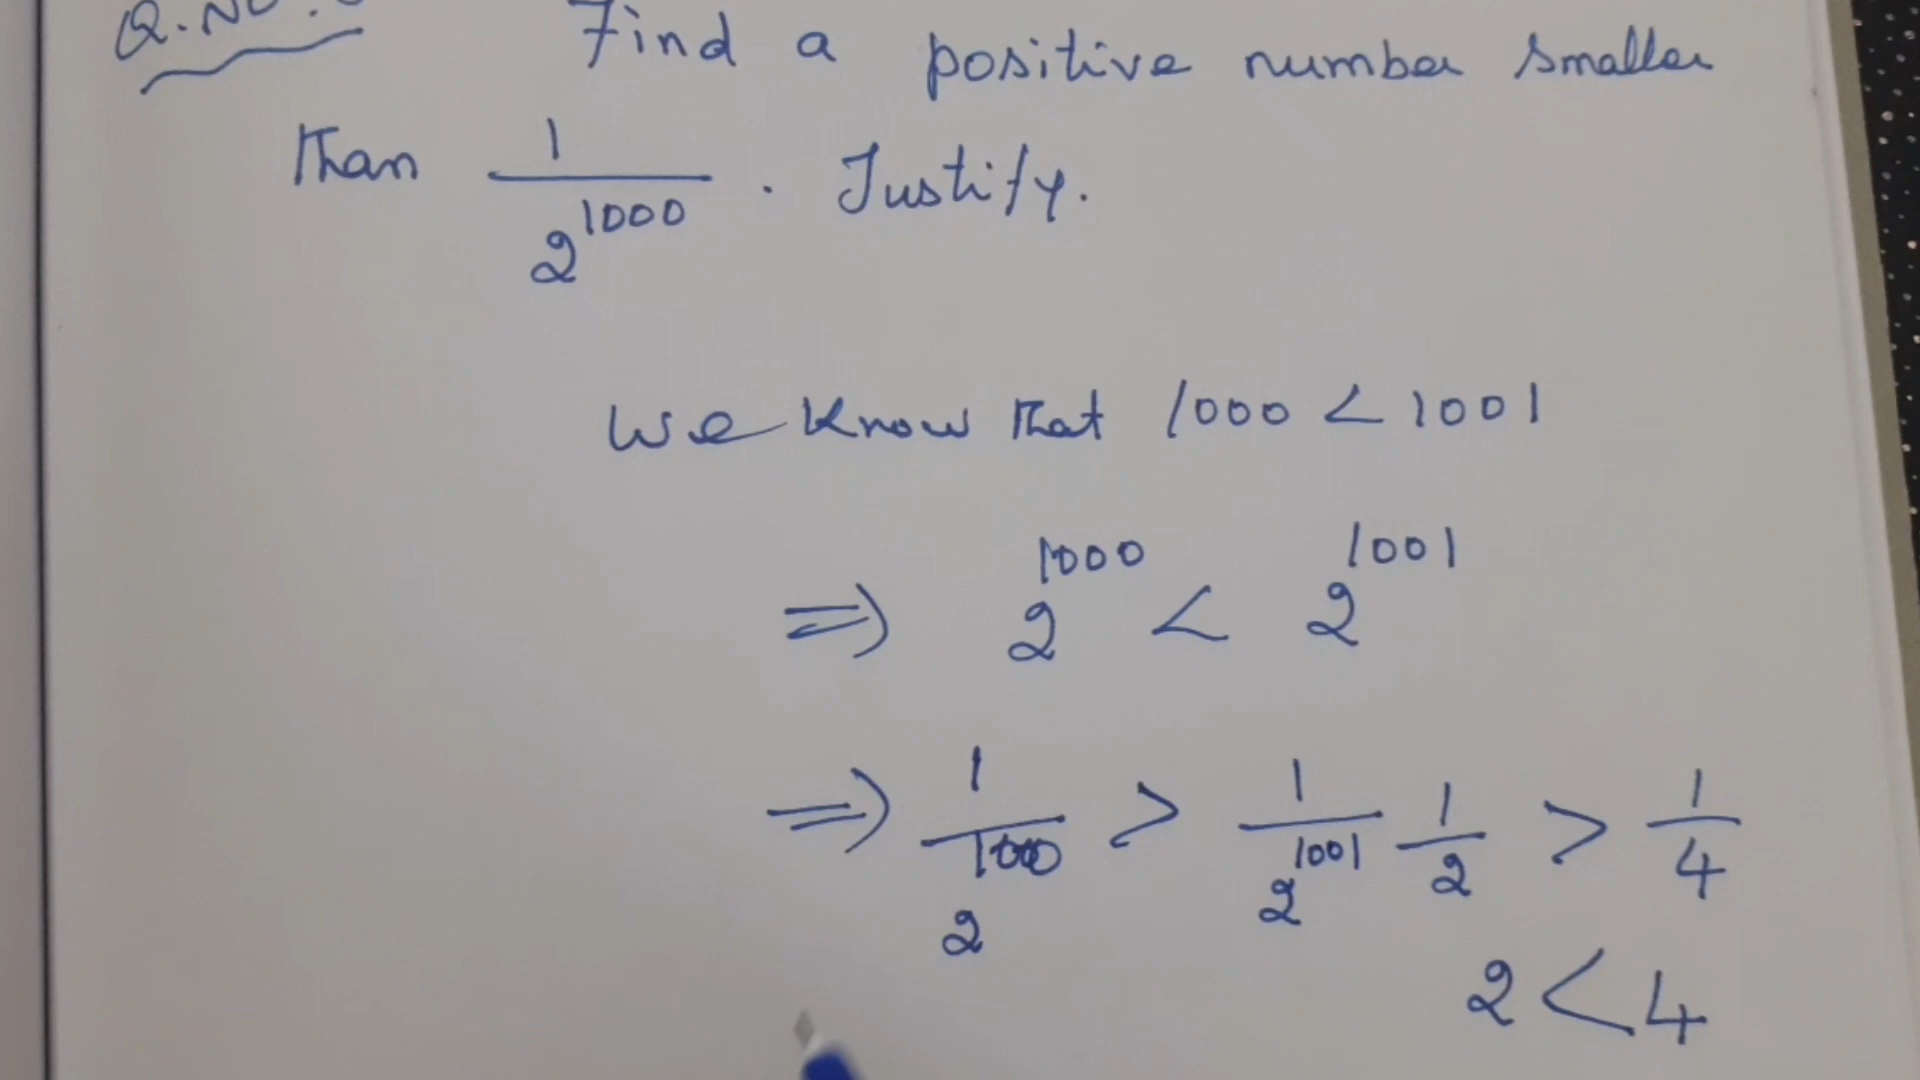 Q.No.
Find a positive number smaller
than 1/2^1000 . Justify.
We know that 1000 < 1001
⇒ 2^1000 < 2^1001
⇒ 1/2^1000 > 1/2^1001
1/2 > 1/4
2 < 4